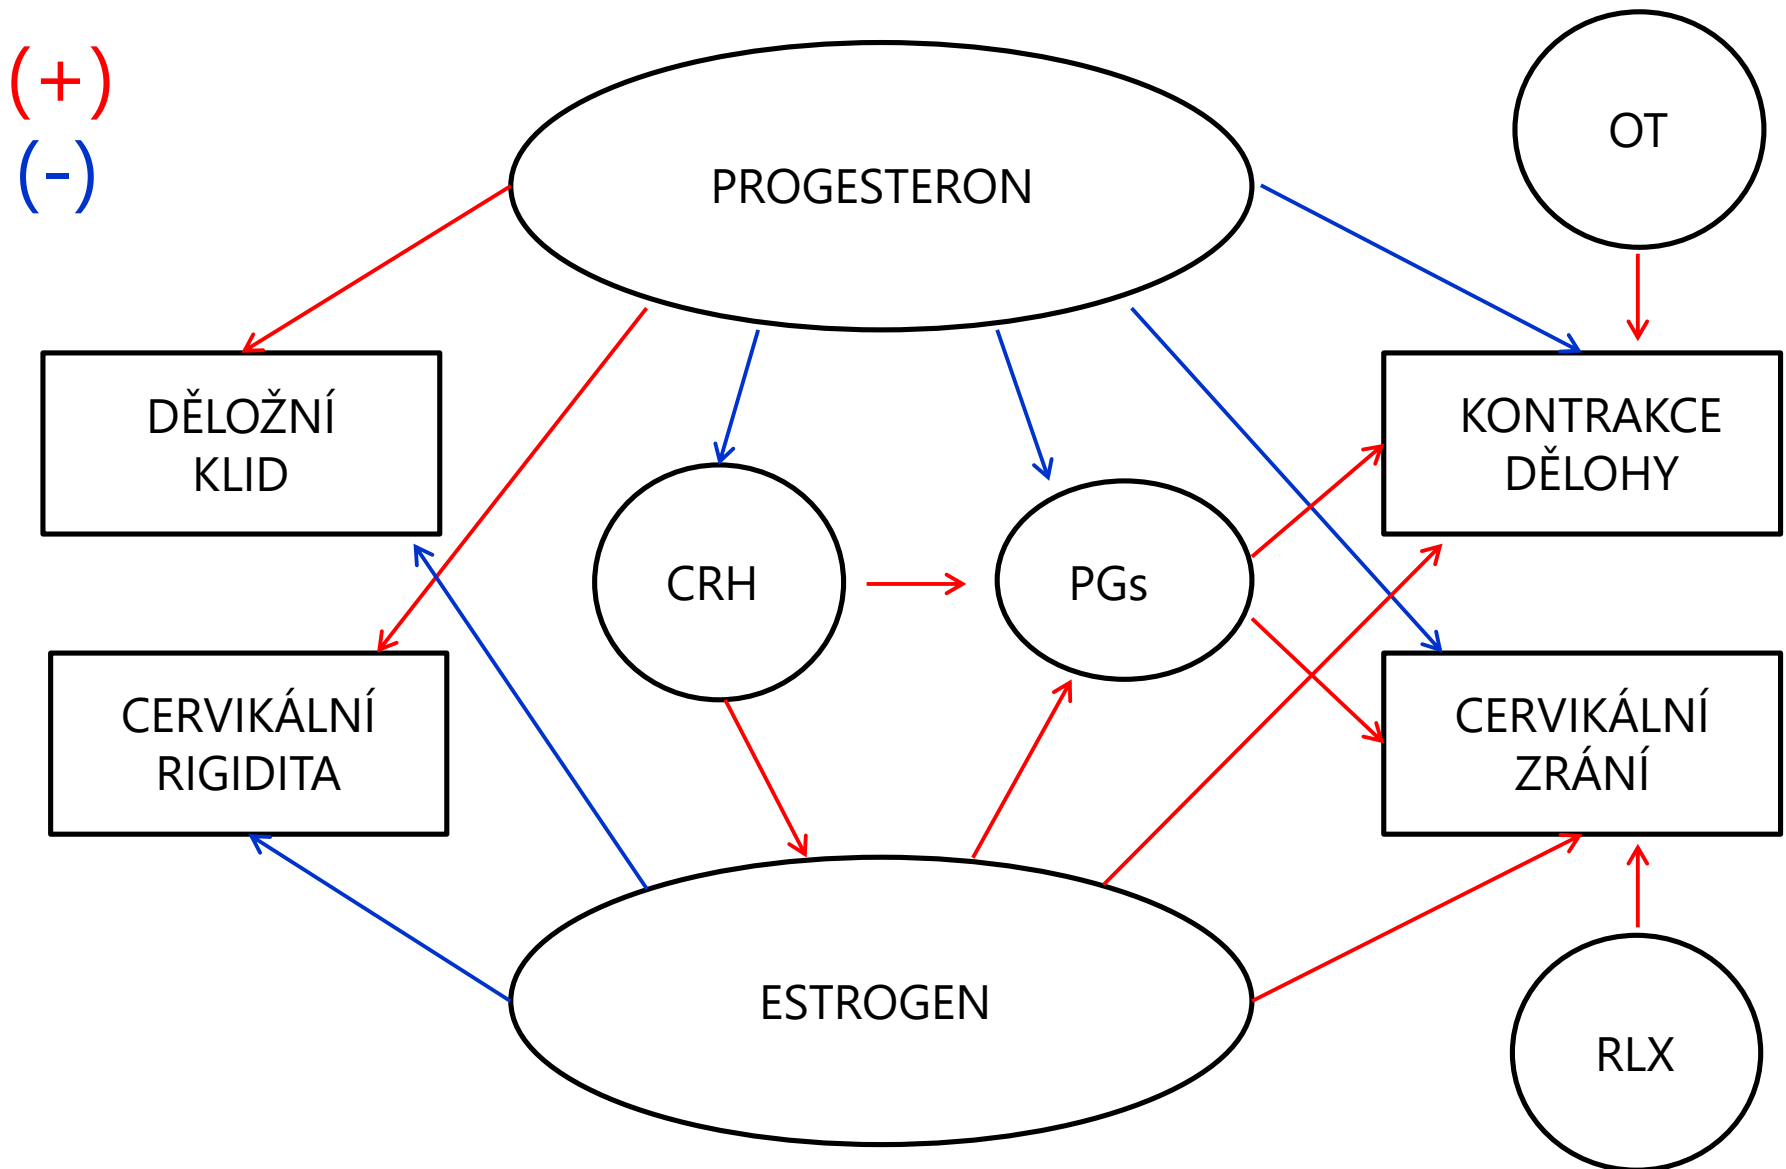 (+)
(-)
PROGESTERON
OT
DĚLOŽNÍ
KLID
KONTRAKCE
DĚLOHY
CRH
PGs
CERVIKÁLNÍ
RIGIDITA
CERVIKÁLNÍ
ZRÁNÍ
ESTROGEN
RLX